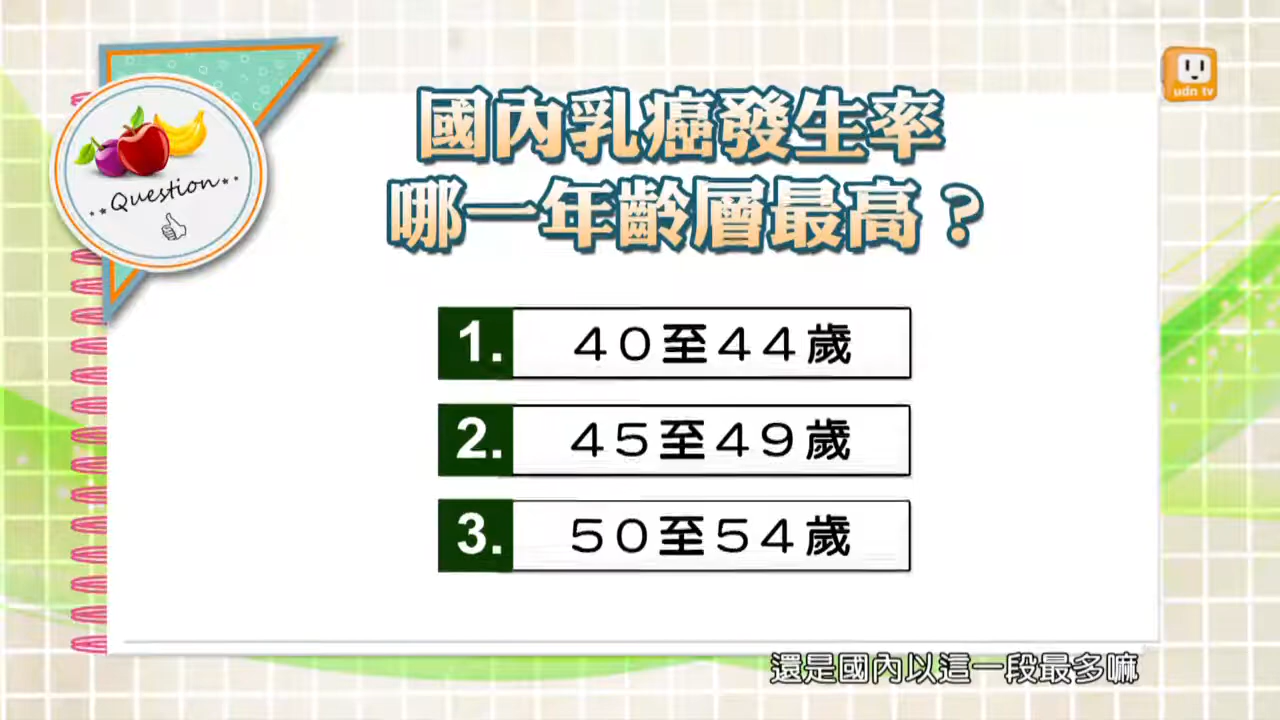 udn tv
Question
國內乳癌發生率
哪一年齡層最高？
1. 40至44歲
2. 45至49歲
3. 50至54歲
還是國內以這一段最多嘛